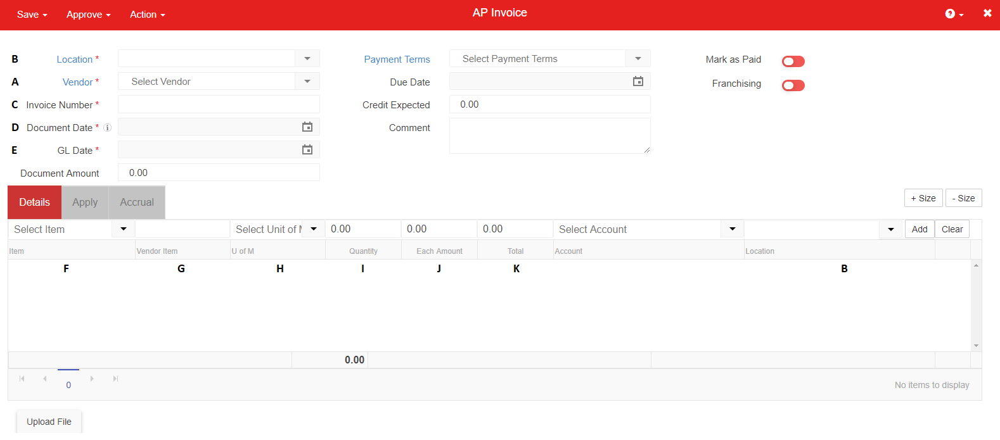 Save Approve Action AP Invoice ?
B Location * Payment Terms Select Payment Terms Mark as Paid
A Vendor * Select Vendor Due Date Franchising
C Invoice Number * Credit Expected 0.00
D Document Date * i Comment
E GL Date *
Document Amount 0.00
Details Apply Accrual + Size - Size
Select Item Select Unit of M 0.00 0.00 0.00 Select Account Add Clear
Item Vendor Item U of M Quantity Each Amount Total Account Location
F G H I J K B
0.00
0 No items to display
Upload File